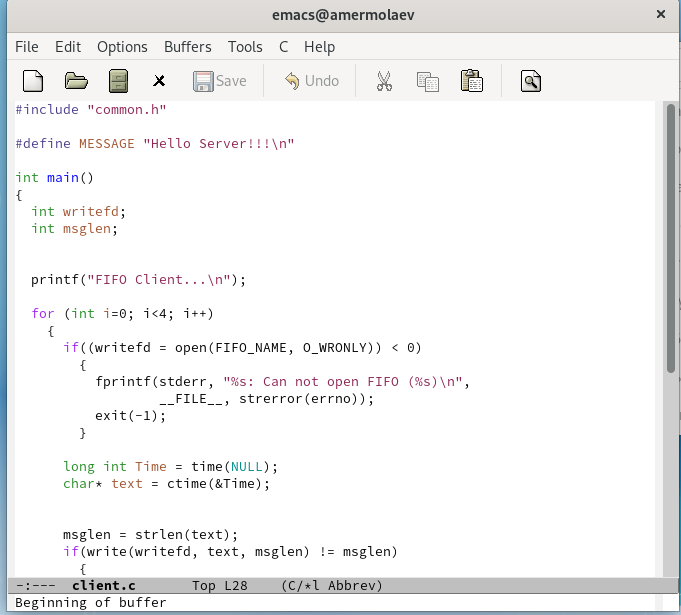 emacs@amermolaev
File Edit Options Buffers Tools C Help
Save Undo
#include "common.h"
#define MESSAGE "Hello Server!!!\n"
int main()
{
  int writefd;
  int msglen;
  printf("FIFO Client...\n");
  for (int i=0; i<4; i++)
    {
      if((writefd = open(FIFO_NAME, O_WRONLY)) < 0)
        {
          fprintf(stderr, "%s: Can not open FIFO (%s)\n",
                  __FILE__, strerror(errno));
          exit(-1);
        }
      long int Time = time(NULL);
      char* text = ctime(&Time);
      msglen = strlen(text);
      if(write(writefd, text, msglen) != msglen)
        {
-:--- client.c Top L28 (C/*l Abbrev)
Beginning of buffer